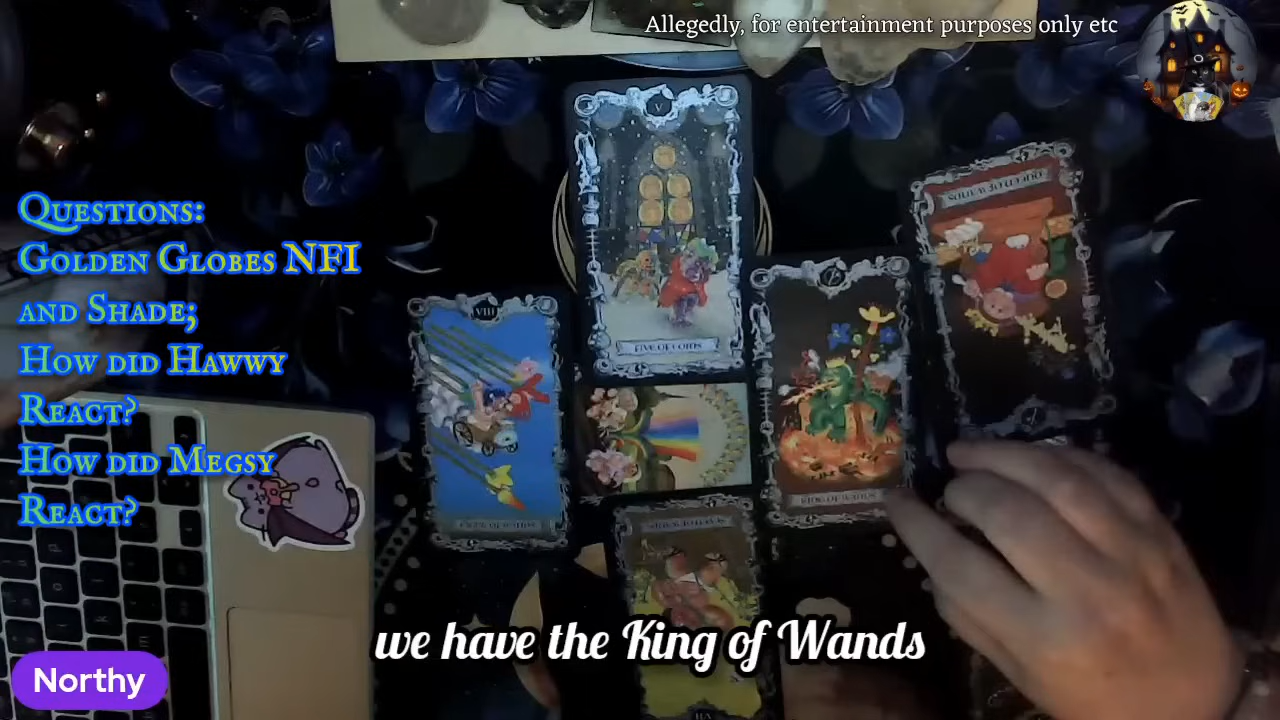 Allegedly, for entertainment purposes only etc
Questions:
Golden Globes NFI
and Shade;
How did Hawwy
React?
How did Megsy
React?
V
FIVE OF COINS
VIII
KING OF WANDS
we have the King of Wands
Northy